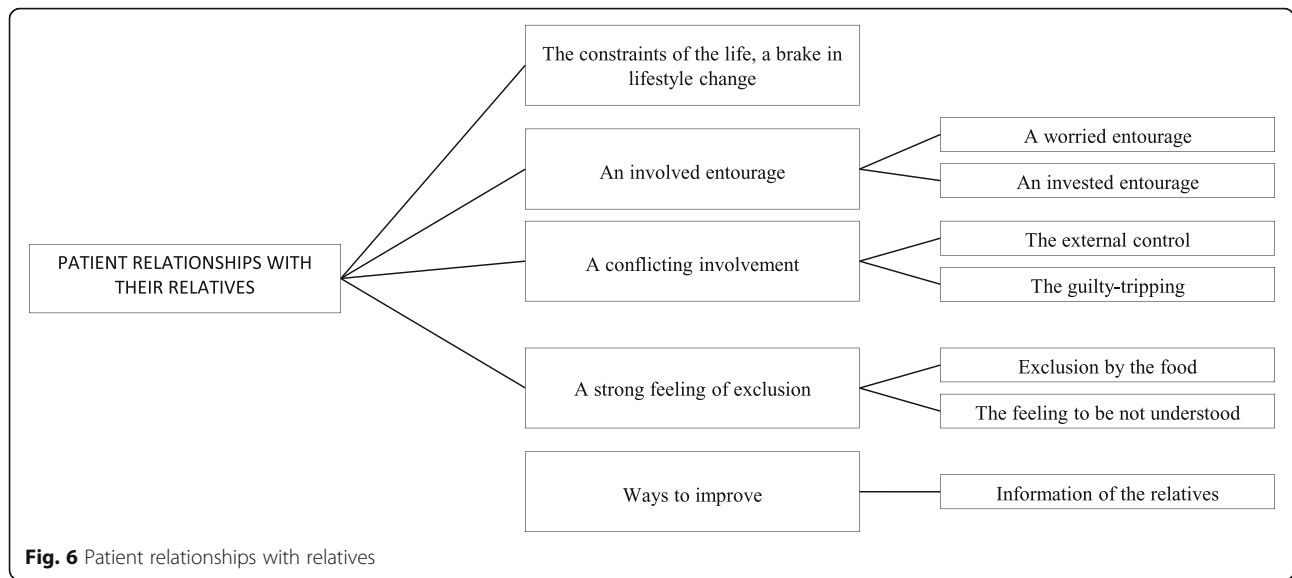 The constraints of the life, a brake in
lifestyle change
A worried entourage
An involved entourage
An invested entourage
The external control
PATIENT RELATIONSHIPS WITH
THEIR RELATIVES
A conflicting involvement
The guilty-tripping
Exclusion by the food
A strong feeling of exclusion
The feeling to be not understood
Ways to improve
Information of the relatives
Fig. 6 Patient relationships with relatives